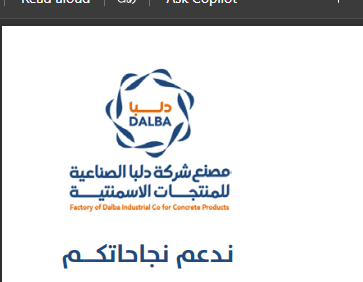 Read aloud
Ask Copilot
دلبا
DALBA
مصنع شركة دلبا الصناعية
للمنتجات الاسمنتية
Factory of Dalba Industrial Co for Concrete Products
ندعم نجاحاتكم